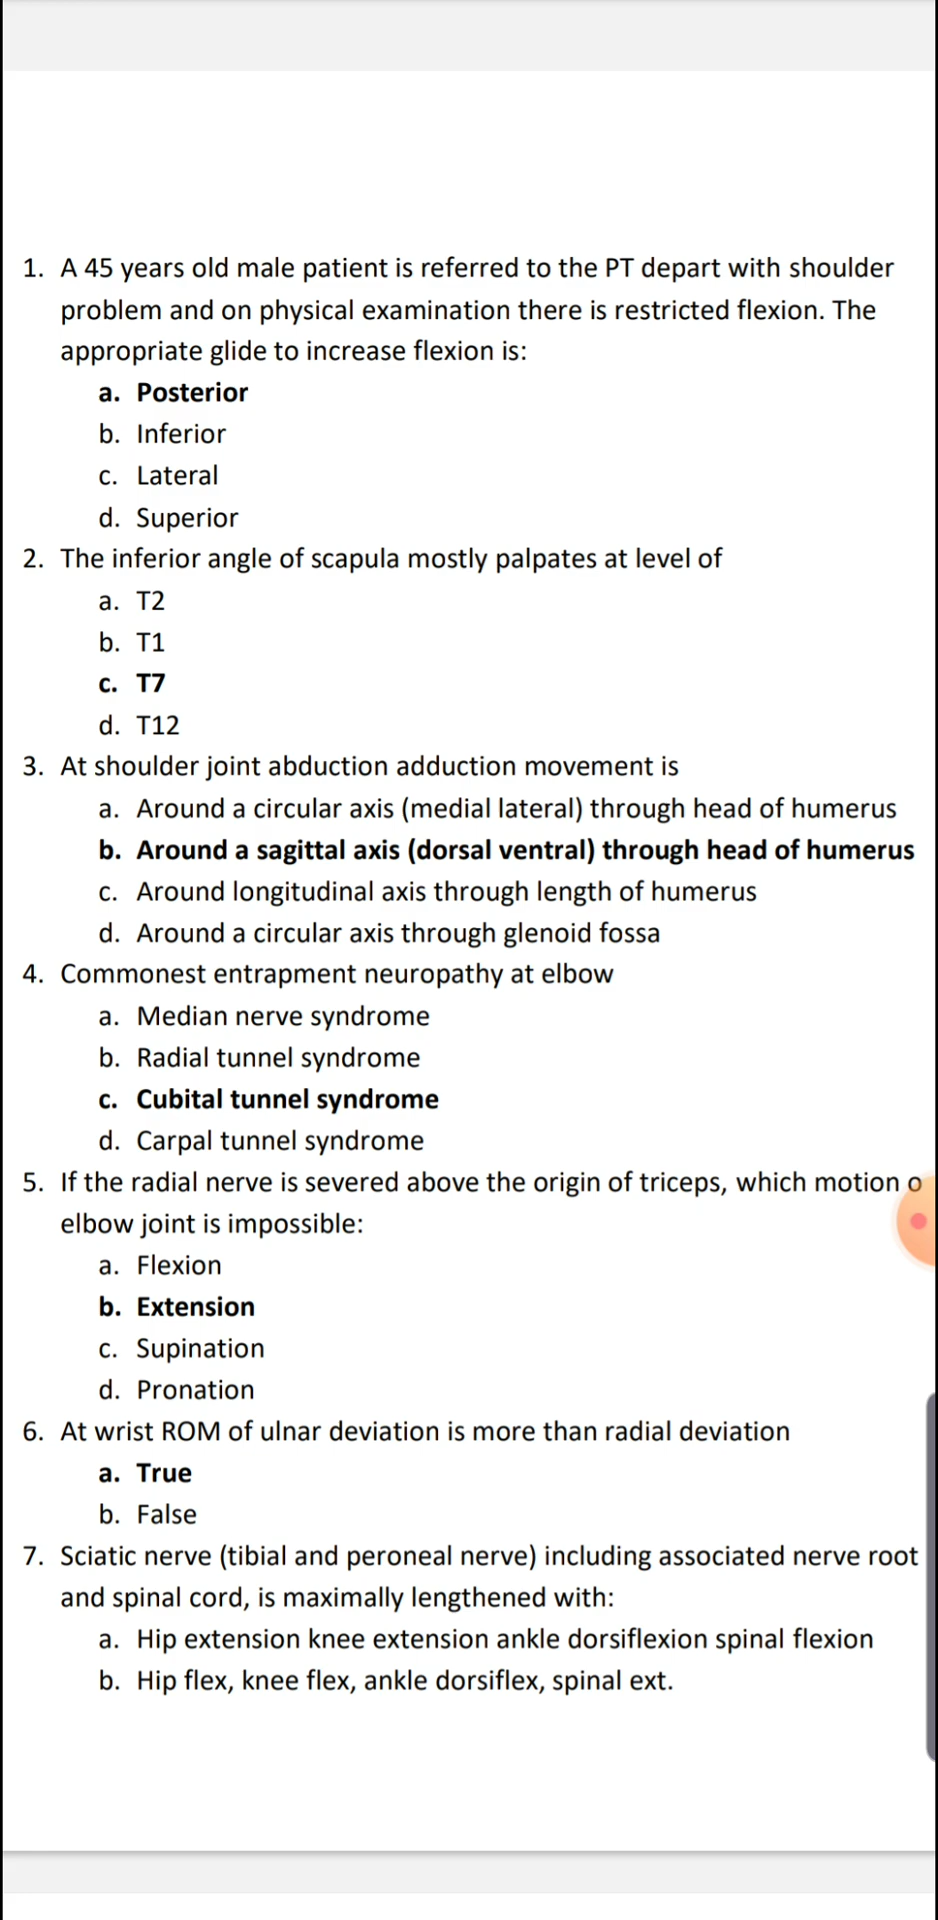 1. A 45 years old male patient is referred to the PT depart with shoulder
problem and on physical examination there is restricted flexion. The
appropriate glide to increase flexion is:
a. Posterior
b. Inferior
c. Lateral
d. Superior
2. The inferior angle of scapula mostly palpates at level of
a. T2
b. T1
c. T7
d. T12
3. At shoulder joint abduction adduction movement is
a. Around a circular axis (medial lateral) through head of humerus
b. Around a sagittal axis (dorsal ventral) through head of humerus
c. Around longitudinal axis through length of humerus
d. Around a circular axis through glenoid fossa
4. Commonest entrapment neuropathy at elbow
a. Median nerve syndrome
b. Radial tunnel syndrome
c. Cubital tunnel syndrome
d. Carpal tunnel syndrome
5. If the radial nerve is severed above the origin of triceps, which motion
elbow joint is impossible:
a. Flexion
b. Extension
c. Supination
d. Pronation
6. At wrist ROM of ulnar deviation is more than radial deviation
a. True
b. False
7. Sciatic nerve (tibial and peroneal nerve) including associated nerve root
and spinal cord, is maximally lengthened with:
a. Hip extension knee extension ankle dorsiflexion spinal flexion
b. Hip flex, knee flex, ankle dorsiflex, spinal ext.